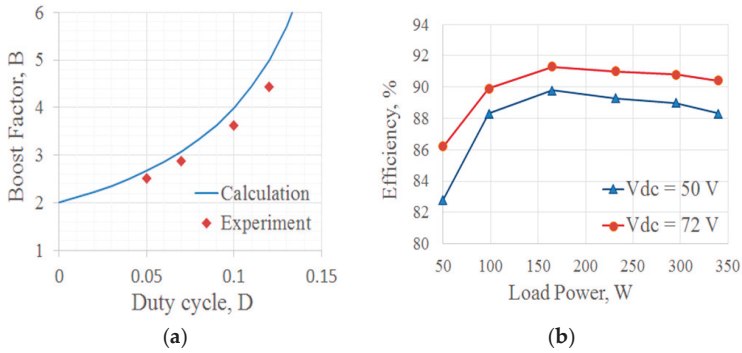 6
5
4
3
2
1
0
0.05
0.1
0.15
Boost Factor, B
Duty cycle, D
Calculation
Experiment
(a)
94
92
90
88
86
84
82
80
50
100
150
200
250
300
350
Efficiency, %
Load Power, W
Vdc = 50 V
Vdc = 72 V
(b)